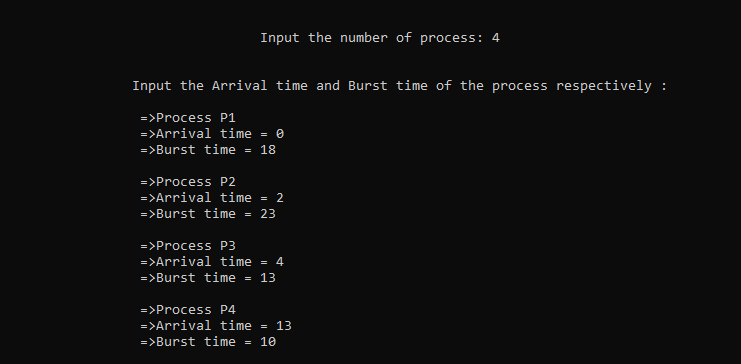 Input the number of process: 4
Input the Arrival time and Burst time of the process respectively :
=>Process P1
=>Arrival time = 0
=>Burst time = 18
=>Process P2
=>Arrival time = 2
=>Burst time = 23
=>Process P3
=>Arrival time = 4
=>Burst time = 13
=>Process P4
=>Arrival time = 13
=>Burst time = 10